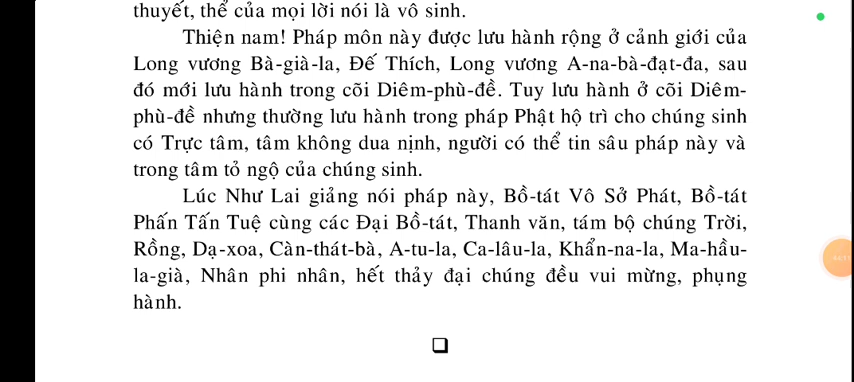 thuyết, thể của mọi lời nói là vô sinh.
Thiện nam! Pháp môn này được lưu hành rộng ở cảnh giới của
Long vương Bà-già-la, Đế Thích, Long vương A-na-bà-đạt-đa, sau
đó mới lưu hành trong cõi Diêm-phù-đề. Tuy lưu hành ở cõi Diêm-
phù-đề nhưng thường lưu hành trong pháp Phật hộ trì cho chúng sinh
có Trực tâm, tâm không dua nịnh, người có thể tin sâu pháp này và
trong tâm tỏ ngộ của chúng sinh.
Lúc Như Lai giảng nói pháp này, Bồ-tát Vô Sở Phát, Bồ-tát
Phấn Tấn Tuệ cùng các Đại Bồ-tát, Thanh văn, tám bộ chúng Trời,
Rồng, Dạ-xoa, Càn-thát-bà, A-tu-la, Ca-lâu-la, Khẩn-na-la, Ma-hầu-
la-già, Nhân phi nhân, hết thảy đại chúng đều vui mừng, phụng
hành.